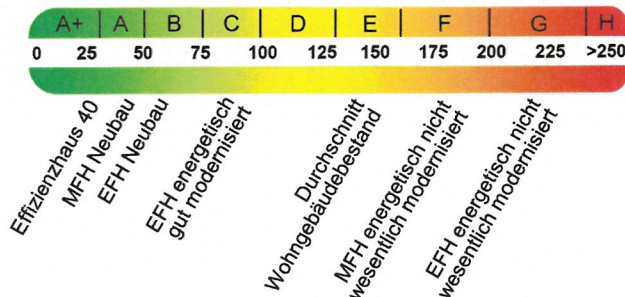 A+ A B C D E F G H
0 25 50 75 100 125 150 175 200 225 >250
Effizienzhaus 40
MFH Neubau
EFH Neubau
EFH energetisch
gut modernisiert
Durchschnitt
Wohngebäudebestand
MFH energetisch nicht
wesentlich modernisiert
EFH energetisch nicht
wesentlich modernisiert